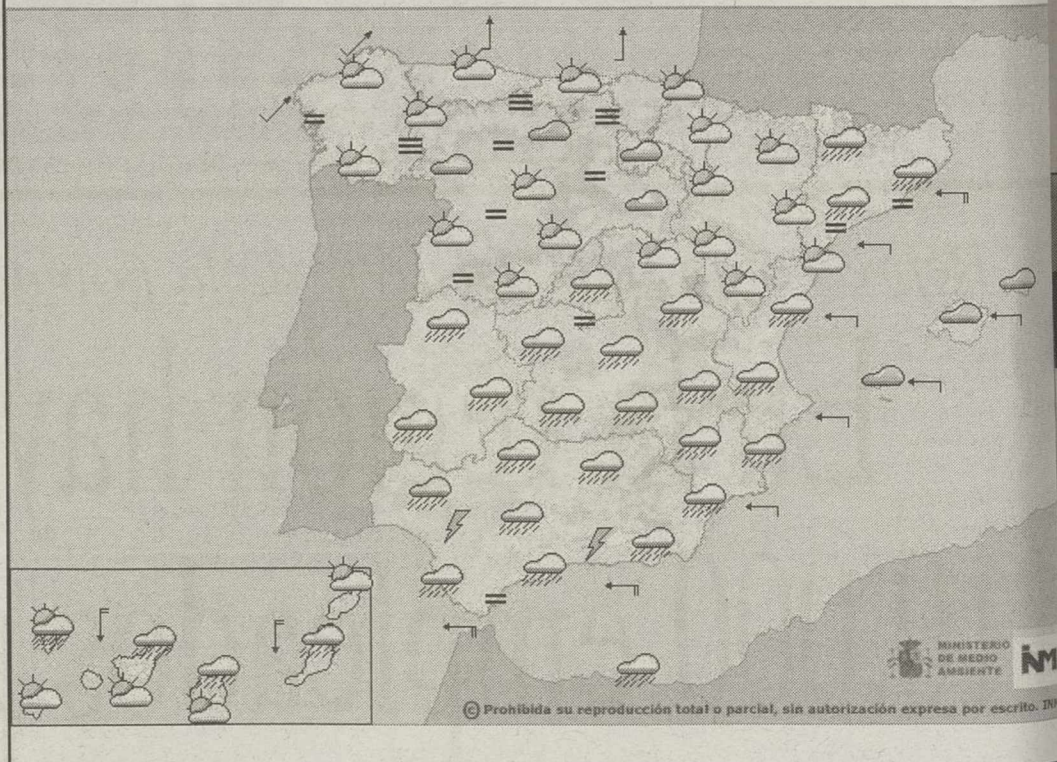 MINISTERIO
DE MEDIO
AMBIENTE
© Prohibida su reproducción total o parcial, sin autorización expresa por escrito.